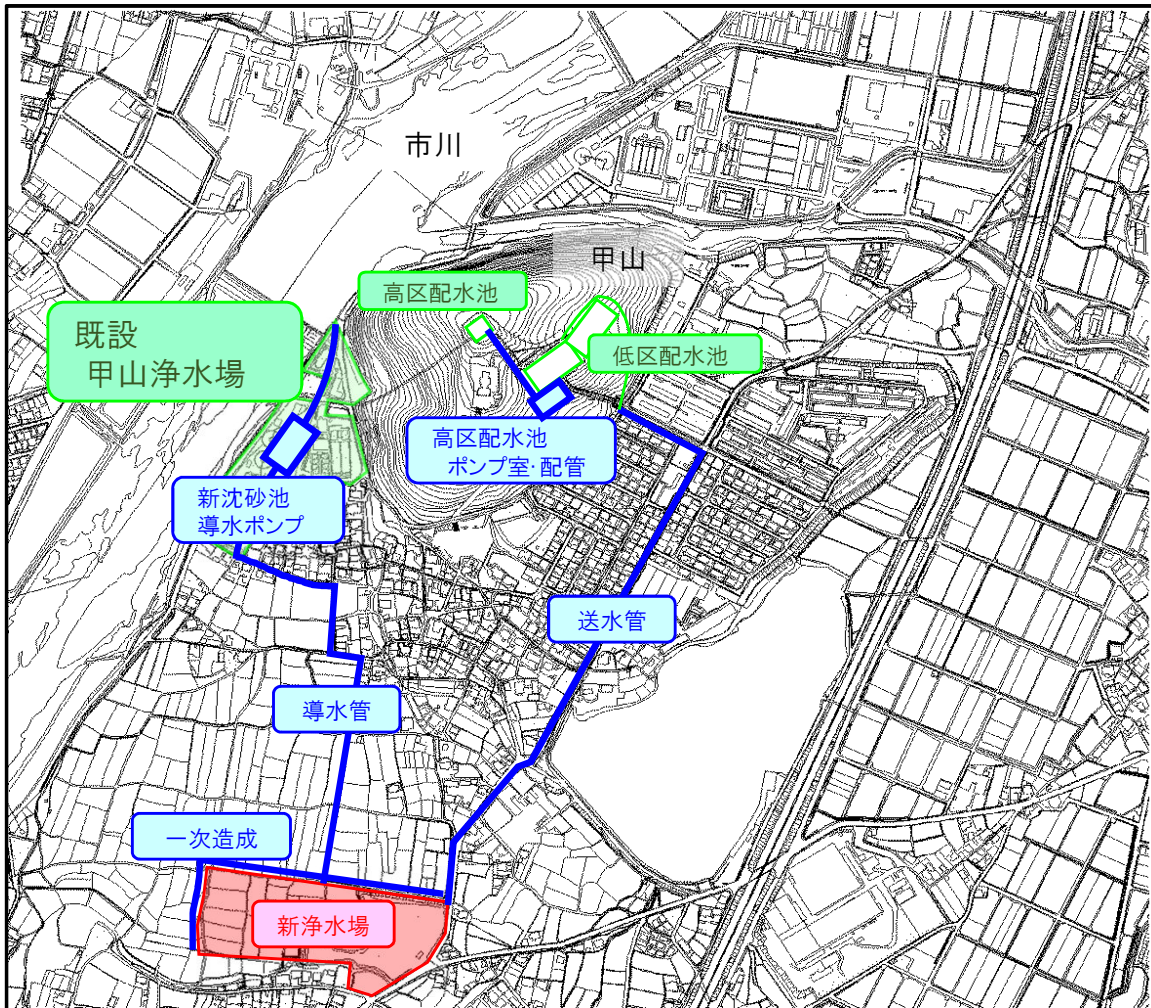 市川
甲山
高区配水池
既設
甲山浄水場
低区配水池
高区配水池
ポンプ室・配管
新沈砂池
導水ポンプ
送水管
導水管
一次造成
新浄水場